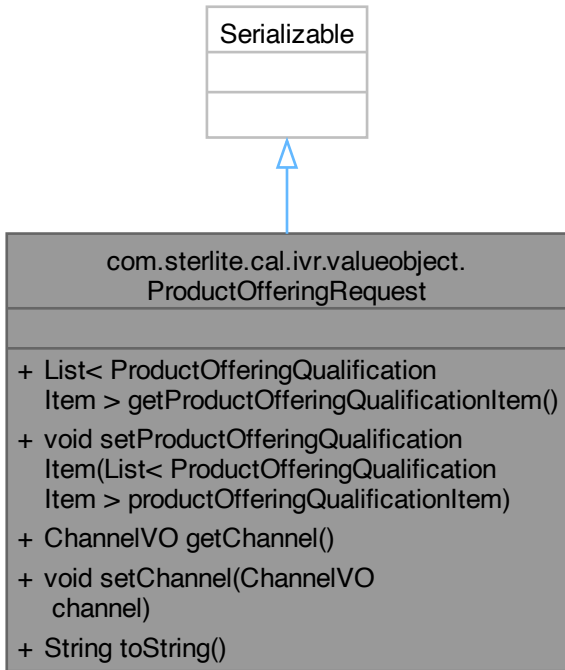 Serializable
com.sterlite.cal.ivr.valueobject.
ProductOfferingRequest
+ List< ProductOfferingQualification
Item > getProductOfferingQualificationItem()
+ void setProductOfferingQualification
Item(List< ProductOfferingQualification
Item > productOfferingQualificationItem)
+ ChannelVO getChannel()
+ void setChannel(ChannelVO
channel)
+ String toString()